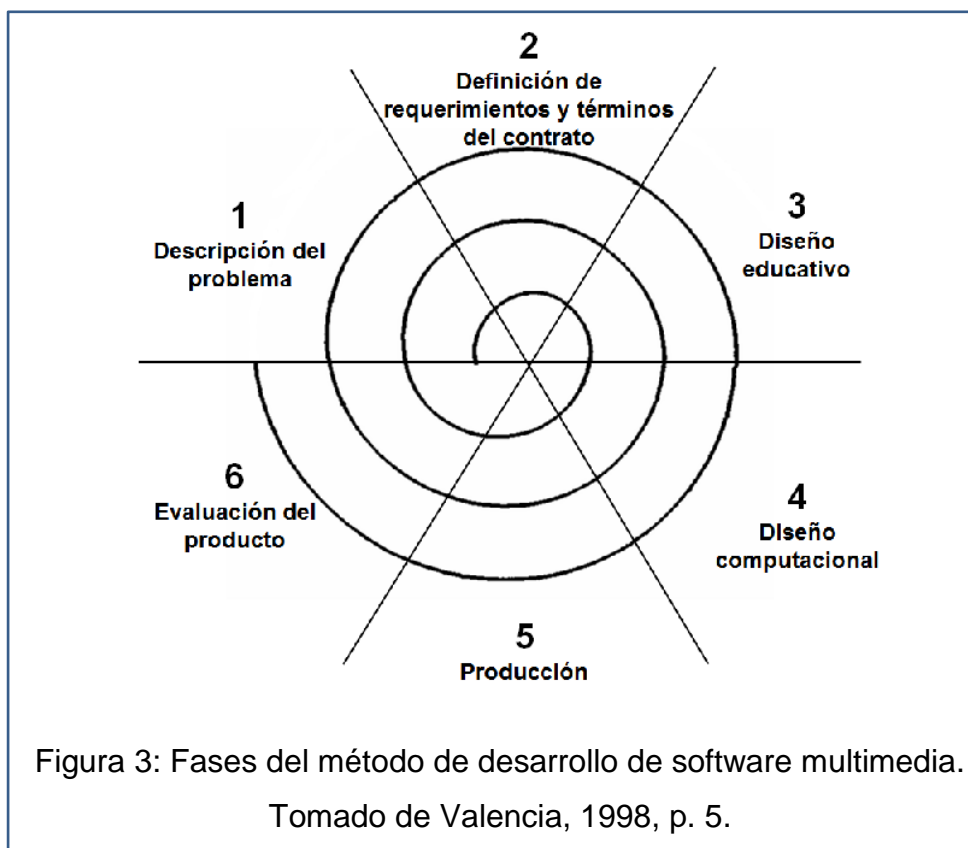 2
Definición de
requerimientos y términos
del contrato
1
Descripción del
problema
3
Diseño
educativo
6
Evaluación del
producto
4
DIseño
computacional
5
Producción
Figura 3: Fases del método de desarrollo de software multimedia.
Tomado de Valencia, 1998, p. 5.